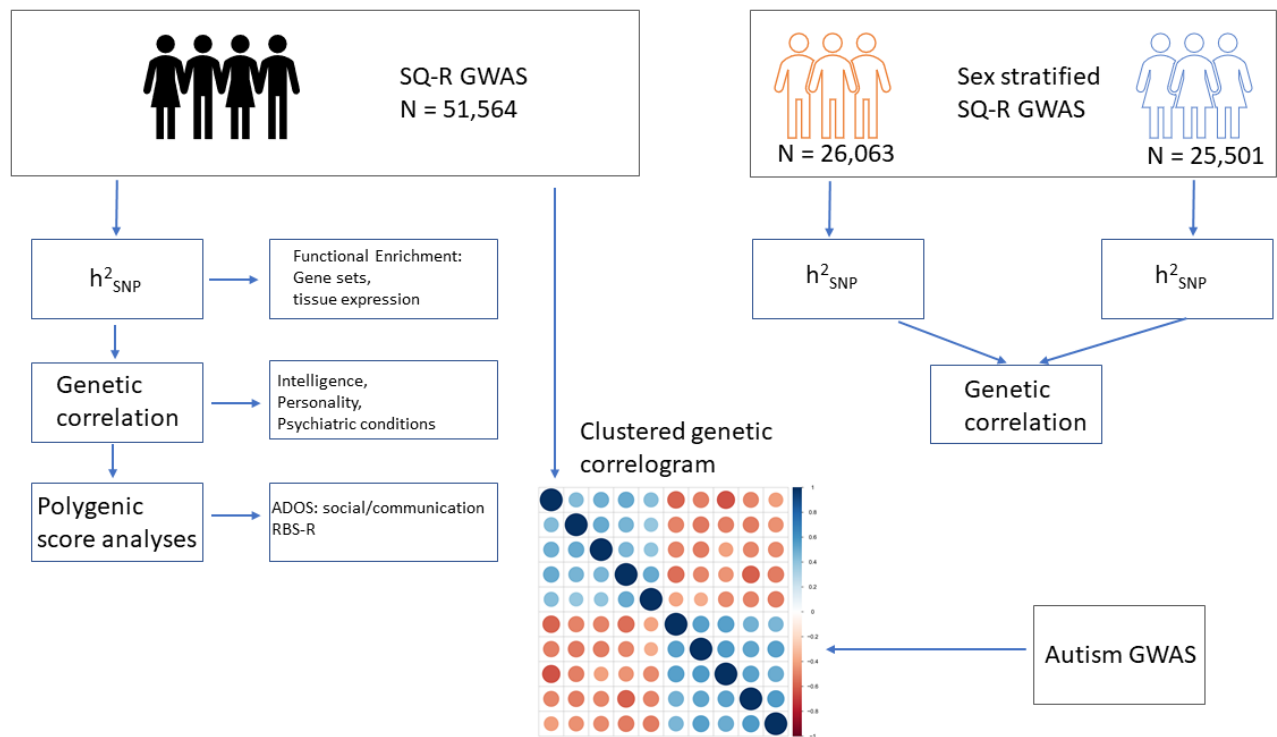 SQ-R GWAS
N = 51,564
Sex stratified
SQ-R GWAS
N = 26,063
N = 25,501
h²SNP
Functional Enrichment:
Gene sets,
tissue expression
Genetic
correlation
Intelligence,
Personality,
Psychiatric conditions
Polygenic
score analyses
ADOS: social/communication
RBS-R
Clustered genetic
correlogram
1
0.8
0.6
0.4
0.2
0
-0.2
-0.4
-0.6
-0.8
-1
h²SNP
h²SNP
Genetic
correlation
Autism GWAS